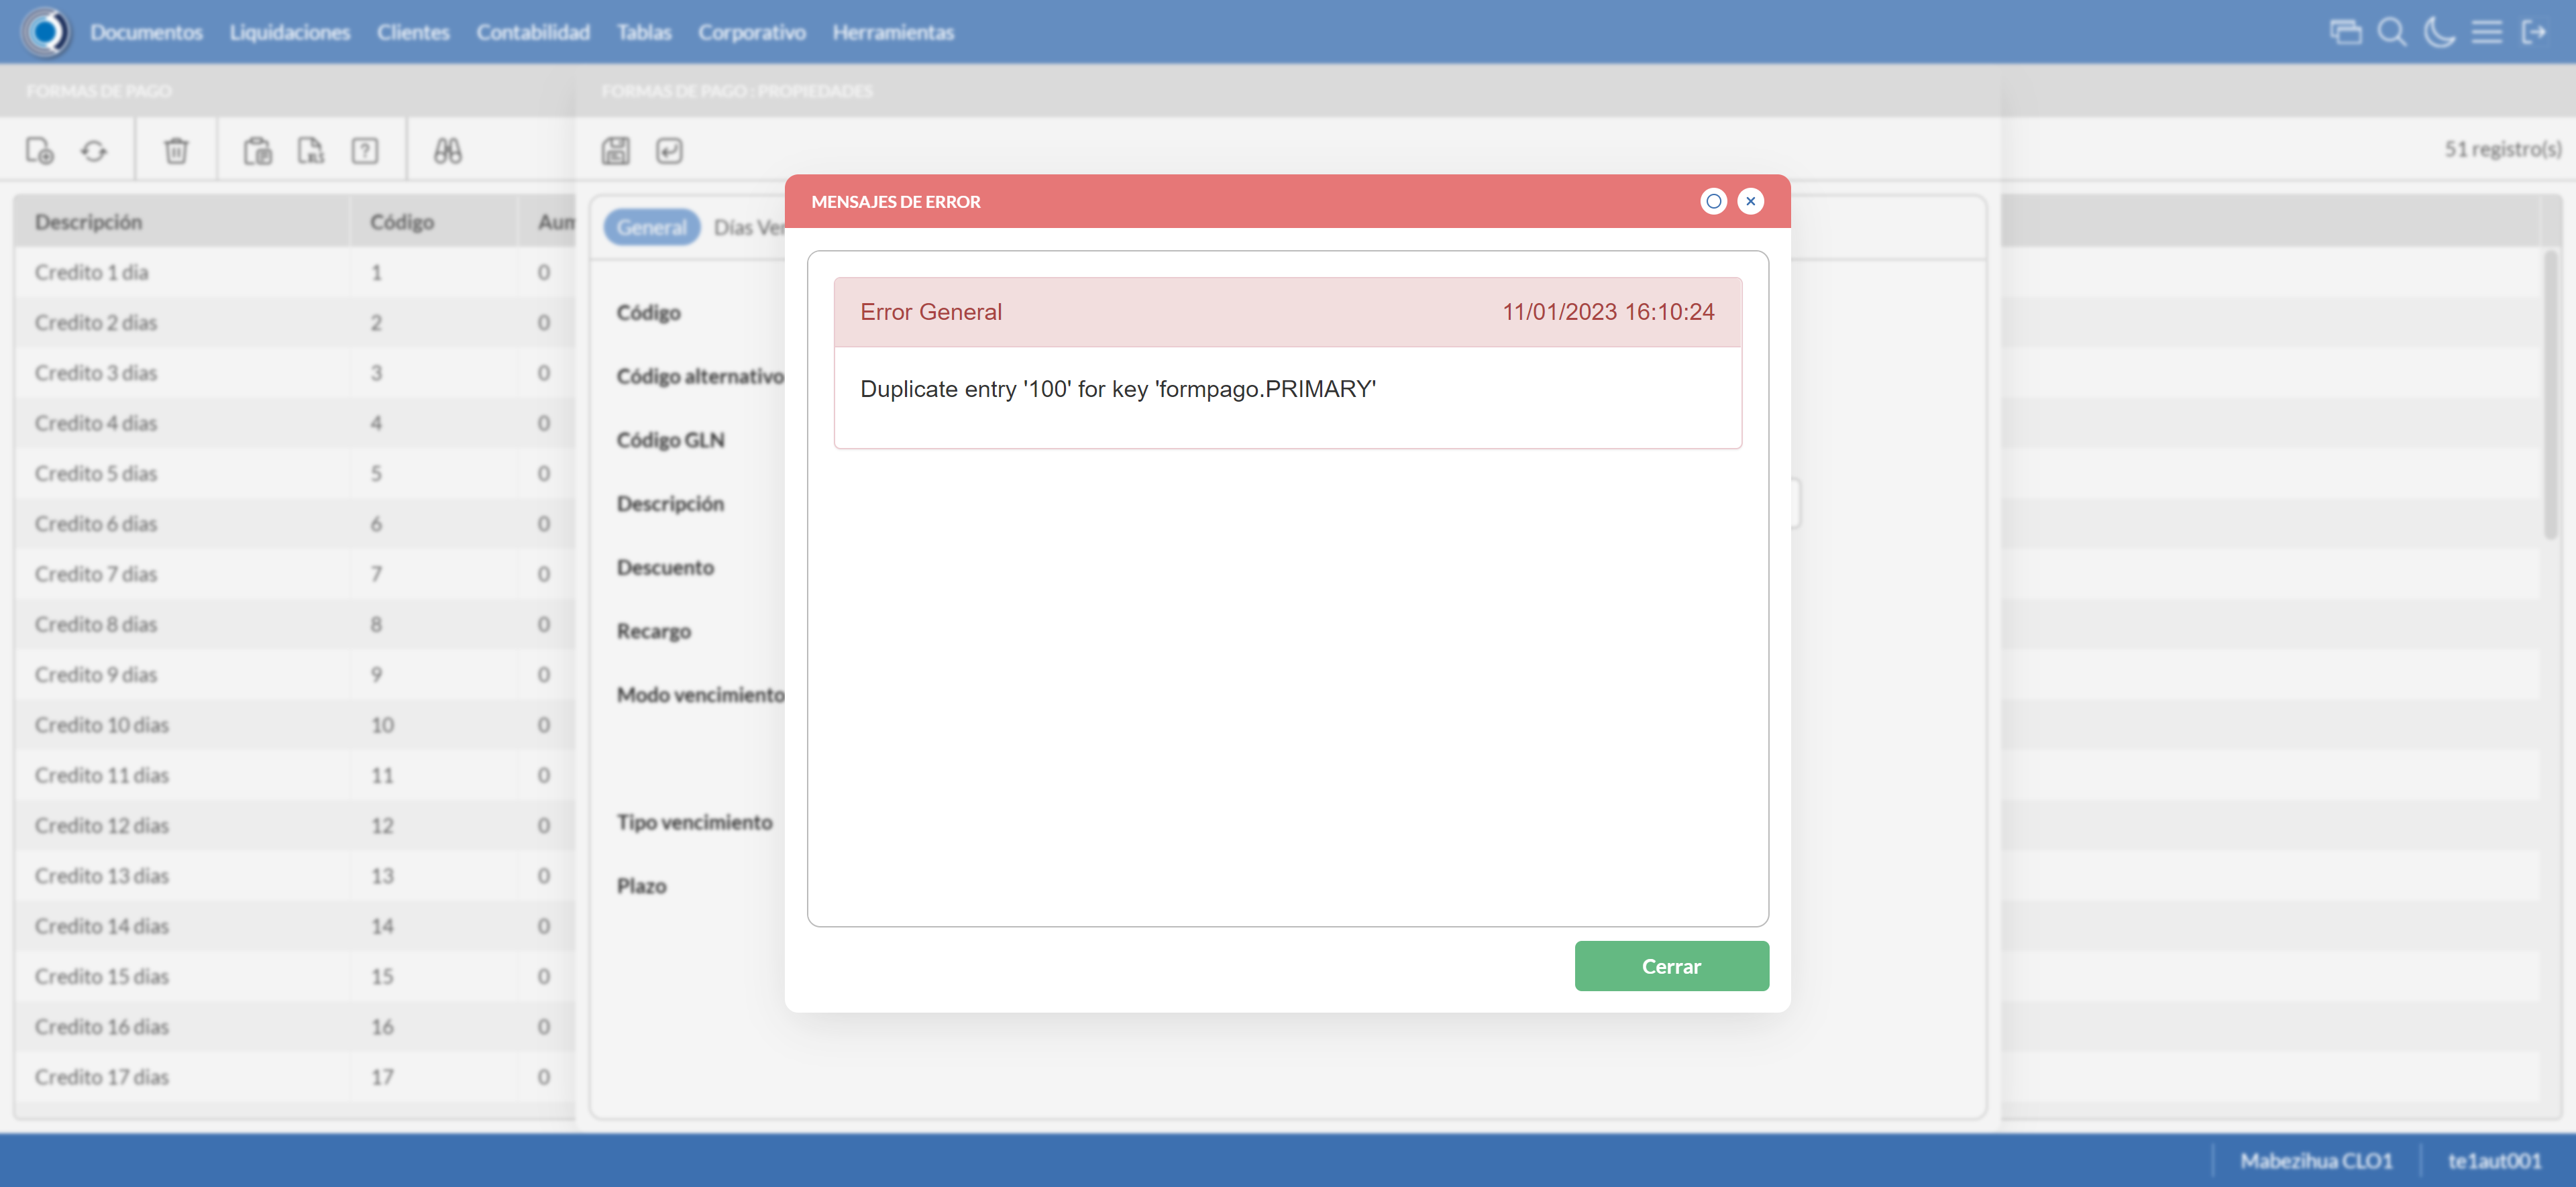 Documentos Liquidaciones Clientes Contabilidad Tablas Corporativo Herramientas
FORMAS DE PAGO
FORMAS DE PAGO : PROPIEDADES
XLS
?
51 registro(s)
Descripción Código Aum
Credito 1 dia 1 0
Credito 2 dias 2 0
Credito 3 dias 3 0
Credito 4 dias 4 0
Credito 5 dias 5 0
Credito 6 dias 6 0
Credito 7 dias 7 0
Credito 8 dias 8 0
Credito 9 dias 9 0
Credito 10 dias 10 0
Credito 11 dias 11 0
Credito 12 dias 12 0
Credito 13 dias 13 0
Credito 14 dias 14 0
Credito 15 dias 15 0
Credito 16 dias 16 0
Credito 17 dias 17 0
General Días Ven
Código
Código alternativo
Código GLN
Descripción
Descuento
Recargo
Modo vencimiento
Tipo vencimiento
Plazo
MENSAJES DE ERROR
Error General 11/01/2023 16:10:24
Duplicate entry '100' for key 'formpago.PRIMARY'
Cerrar
Mabezihua CLO1 te1aut001